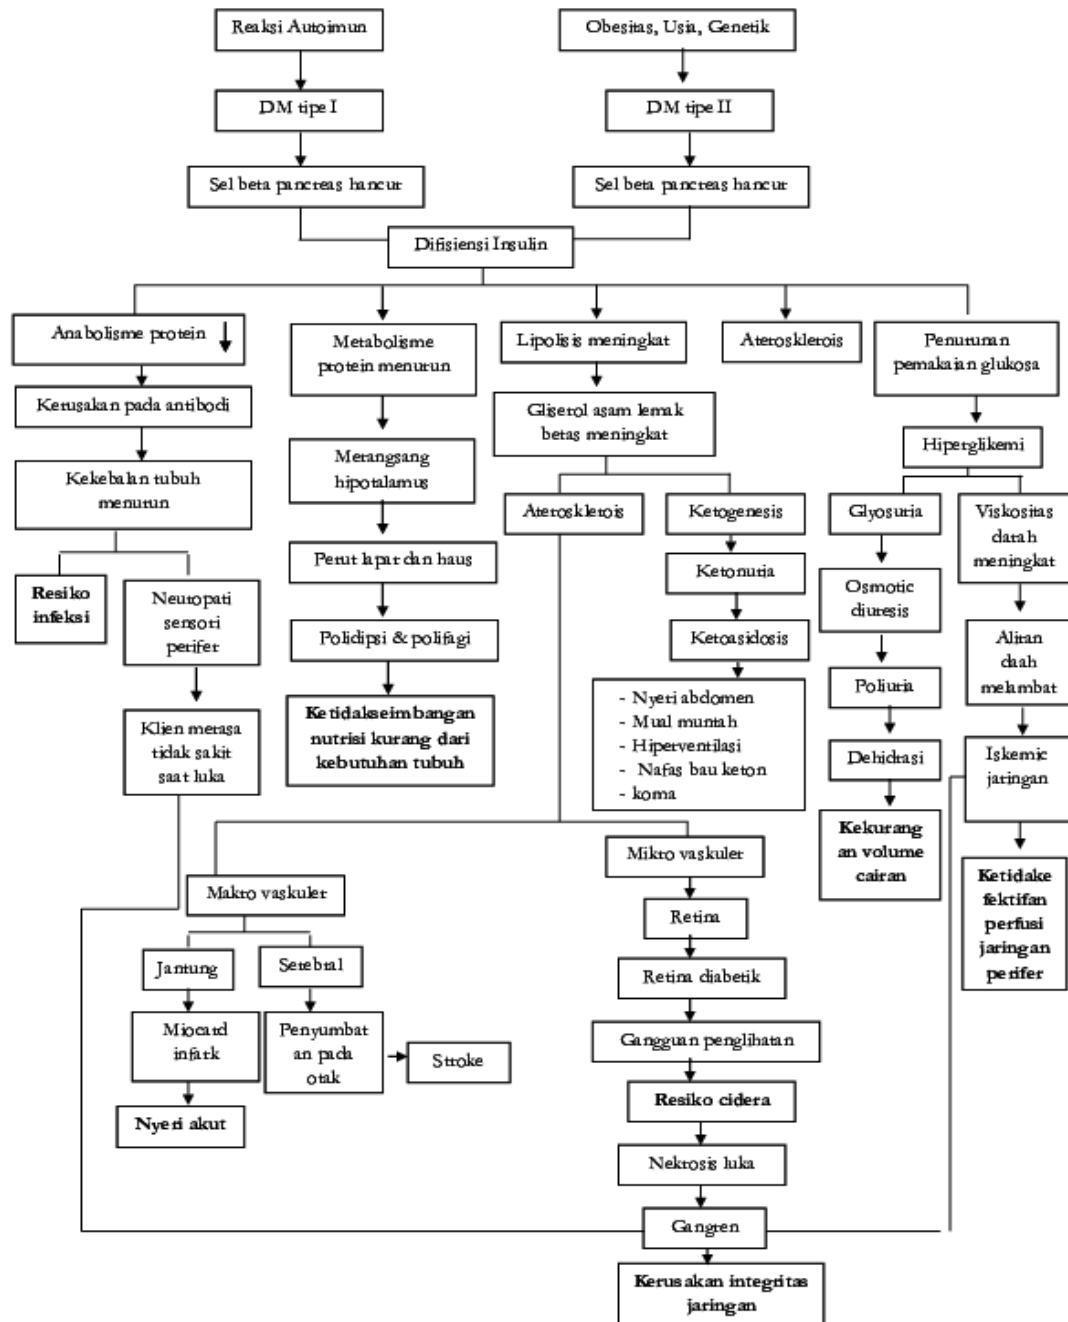 Reaksi Autoimun
Obesitas, Usia, Genetik
DM tipe I
DM tipe II
Sel beta pancreas hancur
Sel beta pancreas hancur
Difisiensi Insulin
Anabolisme protein
Metabolisme
protein menurun
Lipolisis meningkat
Aterosklerois
Penurunan
pemakaian glukosa
Kerusakan pada antibodi
Gliserol asam lemak
betas meningkat
Hiperglikemi
Kekebalan tubuh
menurun
Merangsang
hipotalamus
Aterosklerois
Ketogenesis
Glyosuria
Viskositas
darah
meningkat
Resiko
infeksi
Neuropati
sensori
perifer
Perut lapar dan haus
Ketonuria
Osmotic
diuresis
Polidipsi & polifagi
Ketoasidosis
Aliran
daah
melambat
Poliuria
Klien merasa
tidak sakit
saat luka
Ketidakseimbangan
nutrisi kurang dari
kebutuhan tubuh
- Nyeri abdomen
- Mual muntah
- Hiperventilasi
- Nafas bau keton
- koma
Dehidrasi
Iskemic
jaringan
Kekurang
an volume
cairan
Mikro vaskuler
Makro vaskuler
Ketidake
fektifan
perfusi
jaringan
perifer
Retina
Jantung
Serebral
Retina diabetik
Miocard
infark
Penyumbat
an pada
otak
Stroke
Gangguan penglihatan
Resiko cidera
Nyeri akut
Nekrosis luka
Gangren
Kerusakan integritas
jaringan